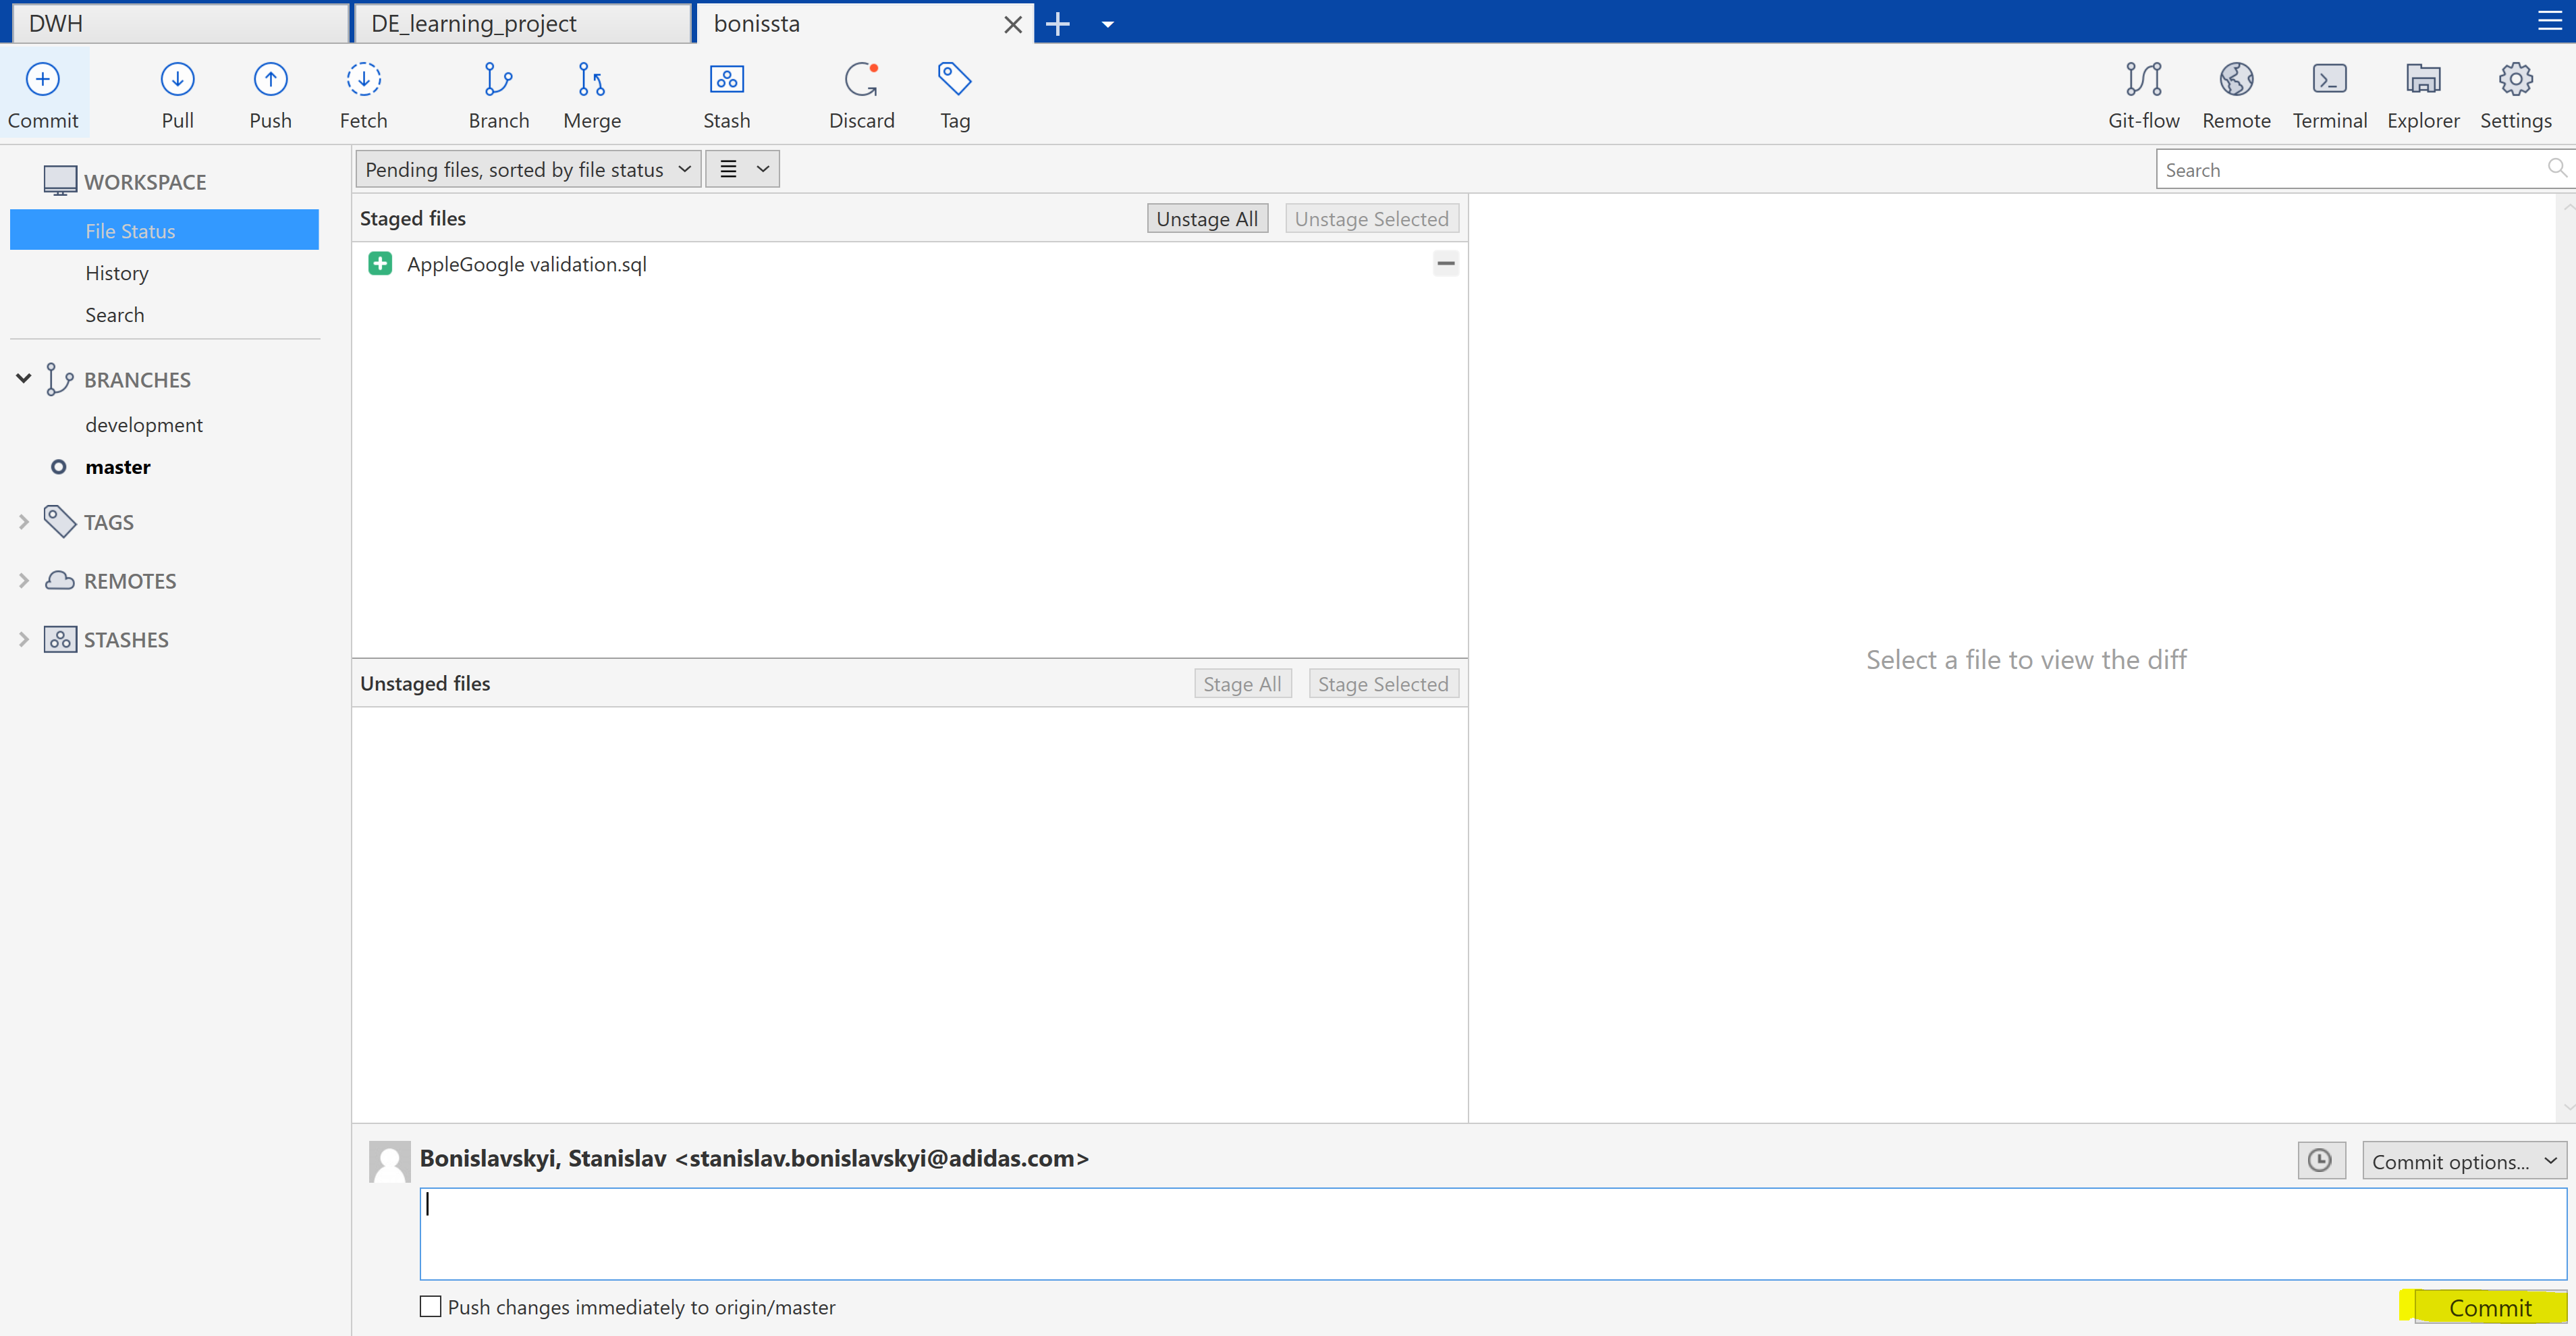 DWH
DE_learning_project
bonissta
Commit
Pull
Push
Fetch
Branch
Merge
Stash
Discard
Tag
Git-flow
Remote
Terminal
Explorer
Settings
WORKSPACE
File Status
History
Search
BRANCHES
development
master
TAGS
REMOTES
STASHES
Pending files, sorted by file status
Search
Staged files
Unstage All
Unstage Selected
AppleGoogle validation.sql
Unstaged files
Stage All
Stage Selected
Select a file to view the diff
Bonislavskyi, Stanislav <stanislav.bonislavskyi@adidas.com>
Commit options...
Push changes immediately to origin/master
Commit